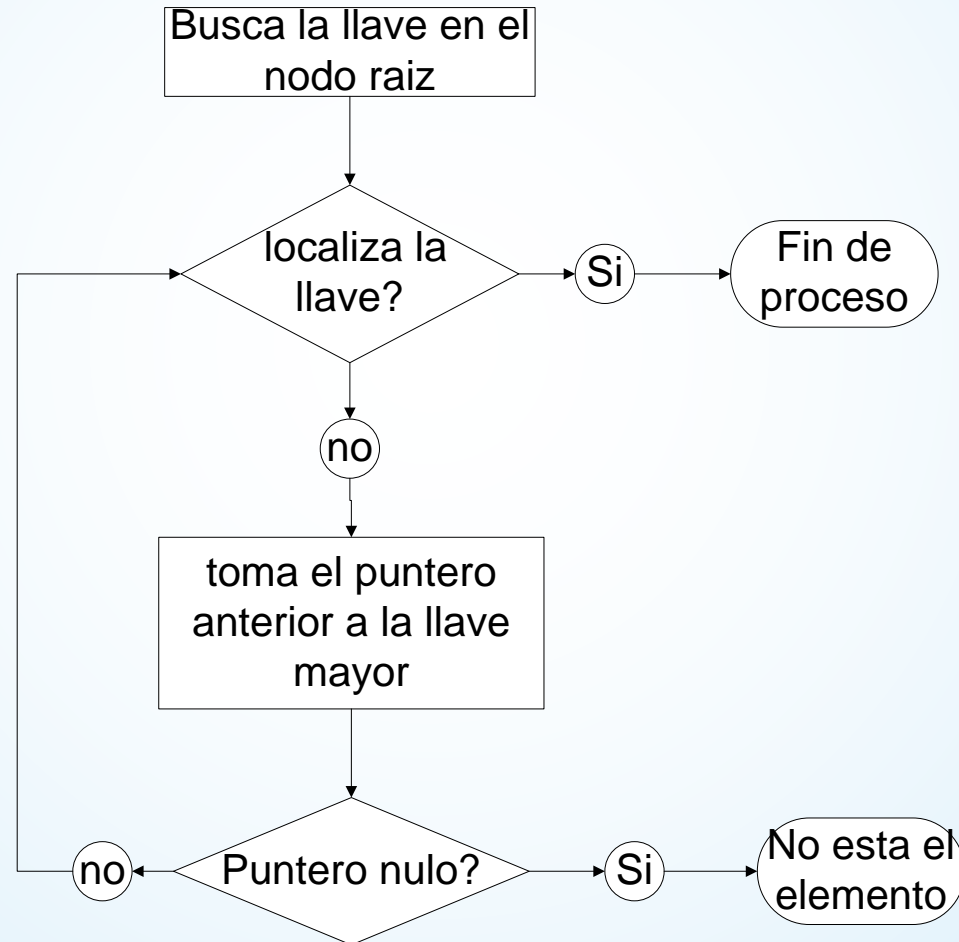 Busca la llave en el
nodo raiz
localiza la
llave?
Si
Fin de
proceso
no
toma el puntero
anterior a la llave
mayor
Puntero nulo?
no
Si
No esta el
elemento